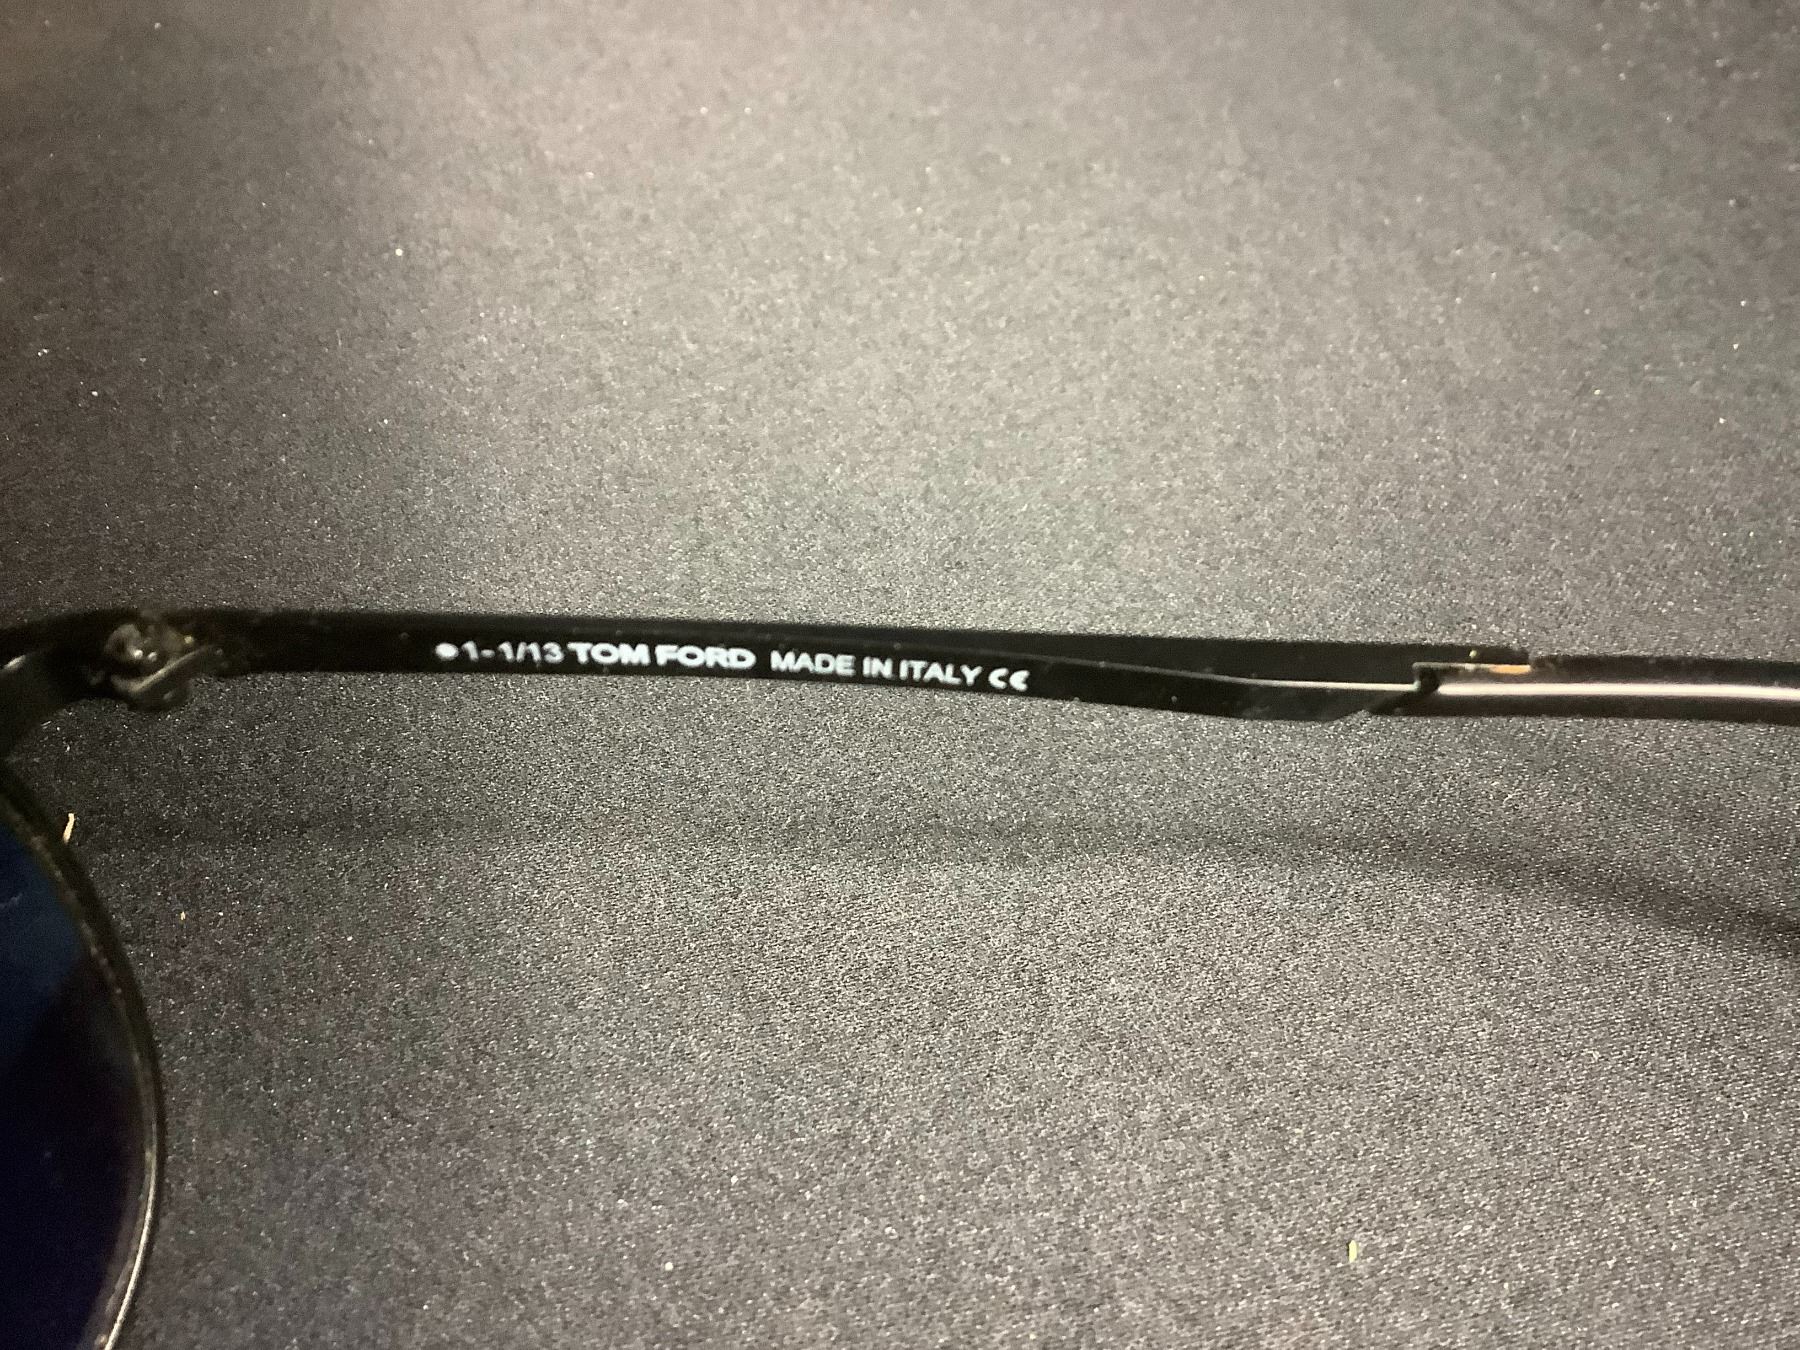 ●1-1/13 TOM FORD MADE IN ITALY CE